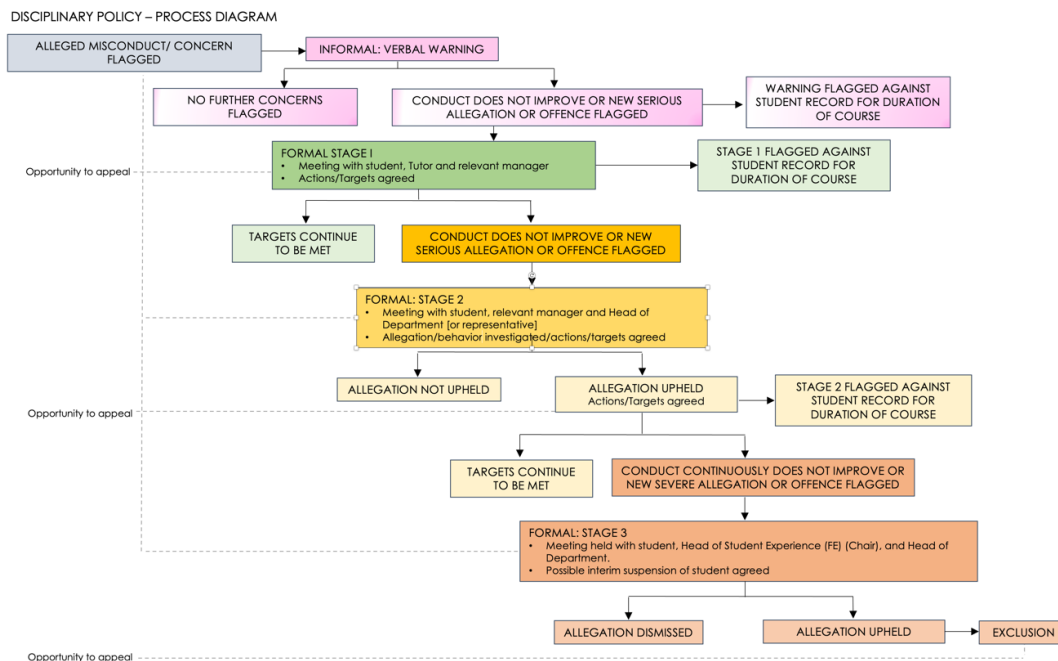 DISCIPLINARY POLICY – PROCESS DIAGRAM
ALLEGED MISCONDUCT/ CONCERN
FLAGGED
INFORMAL: VERBAL WARNING
NO FURTHER CONCERNS
FLAGGED
CONDUCT DOES NOT IMPROVE OR NEW SERIOUS
ALLEGATION OR OFFENCE FLAGGED
WARNING FLAGGED AGAINST
STUDENT RECORD FOR DURATION
OF COURSE
FORMAL STAGE I
• Meeting with student, Tutor and relevant manager
• Actions/Targets agreed
STAGE 1 FLAGGED AGAINST
STUDENT RECORD FOR
DURATION OF COURSE
Opportunity to appeal
TARGETS CONTINUE
TO BE MET
CONDUCT DOES NOT IMPROVE OR NEW
SERIOUS ALLEGATION OR OFFENCE FLAGGED
FORMAL: STAGE 2
• Meeting with student, relevant manager and Head of
Department [or representative]
• Allegation/behavior investigated/actions/targets agreed
ALLEGATION NOT UPHELD
ALLEGATION UPHELD
Actions/Targets agreed
STAGE 2 FLAGGED AGAINST
STUDENT RECORD FOR
DURATION OF COURSE
Opportunity to appeal
TARGETS CONTINUE
TO BE MET
CONDUCT CONTINUOUSLY DOES NOT IMPROVE OR
NEW SEVERE ALLEGATION OR OFFENCE FLAGGED
FORMAL: STAGE 3
• Meeting held with student, Head of Student Experience (FE) (Chair), and Head of
Department.
• Possible interim suspension of student agreed
ALLEGATION DISMISSED
ALLEGATION UPHELD
EXCLUSION
Opportunity to appeal